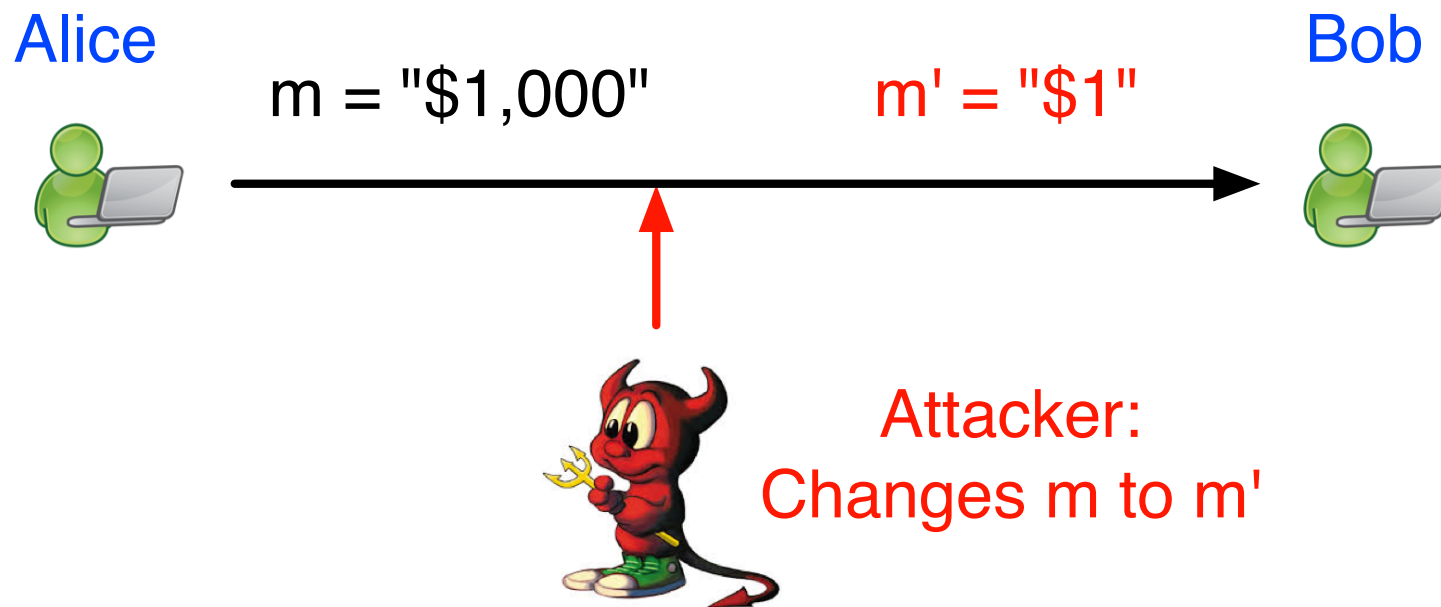 Alice
Bob
m = "$1,000"
m' = "$1"
Attacker:
Changes m to m'